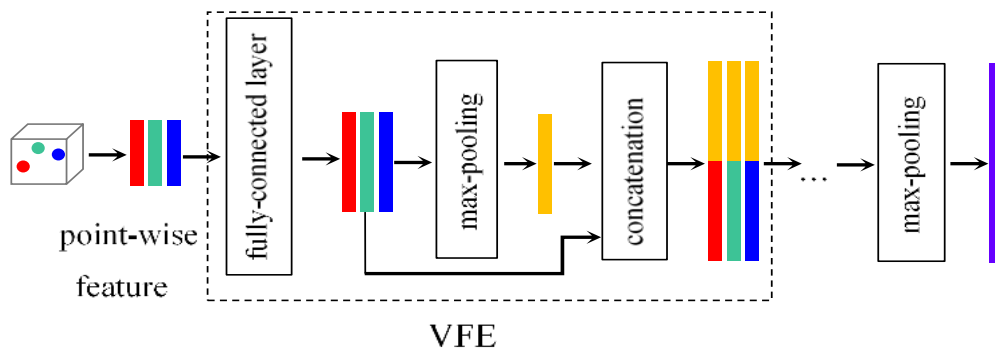 point-wise
feature
fully-connected layer
max-pooling
concatenation
...
max-pooling
VFE